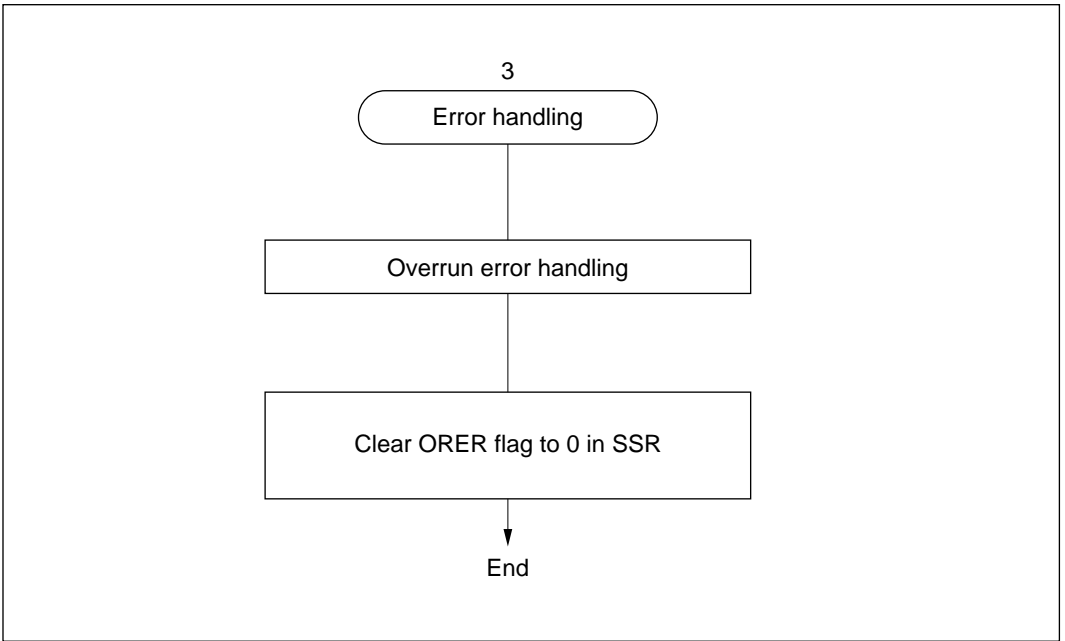 3
Error handling
Overrun error handling
Clear ORER flag to 0 in SSR
End